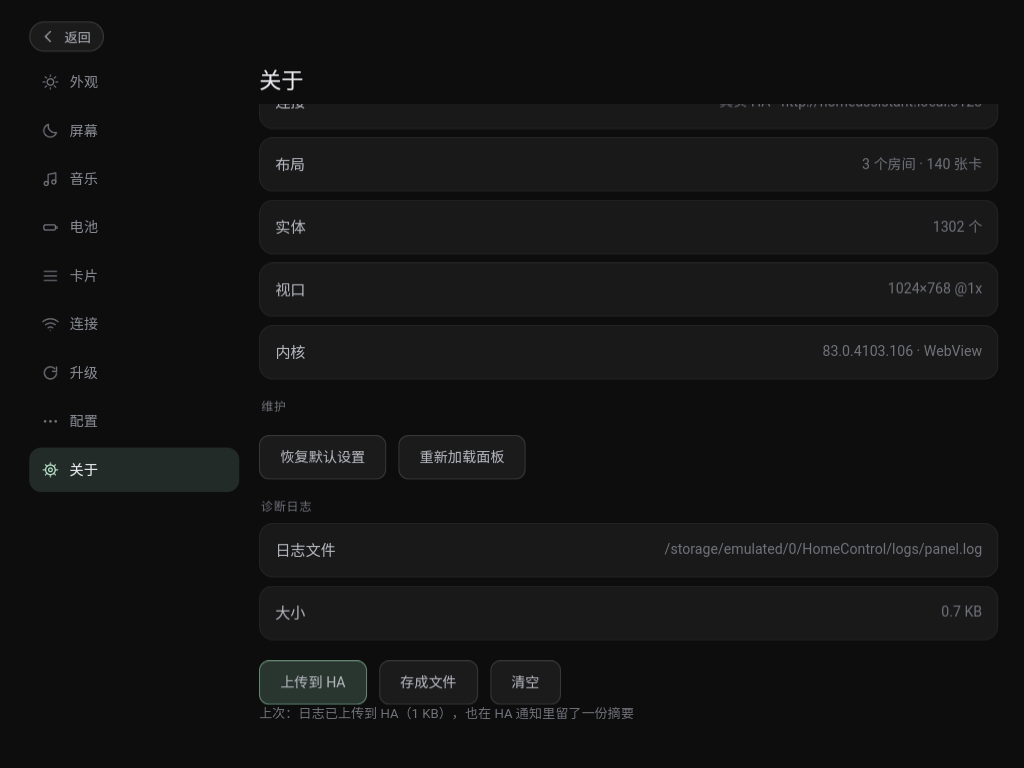 返回
外观
屏幕
音乐
电池
卡片
连接
升级
配置
关于
关于
连接
布局 3 个房间 · 140 张卡
实体 1302 个
视口 1024×768 @1x
内核 83.0.4103.106 · WebView
维护
恢复默认设置 重新加载面板
诊断日志
日志文件 /storage/emulated/0/HomeControl/logs/panel.log
大小 0.7 KB
上传到 HA 存成文件 清空
上次：日志已上传到 HA（1 KB），也在 HA 通知里留了一份摘要